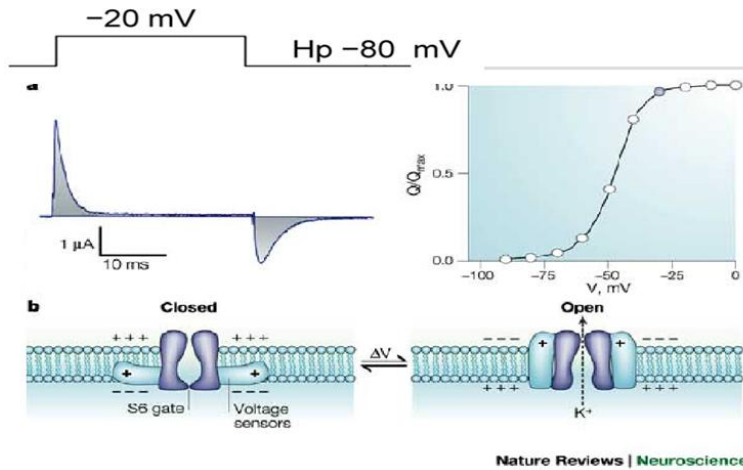 −20 mV
Hp −80 mV
a
1 μA
10 ms
Q/Qmax
1.0
0.5
0.0
−100
−75
−50
−25
0
V, mV
b
Closed
Open
+ + +
+ + +
− − −
− − −
+
+
ΔV
+
+
− − − −
− − − −
+ + +
+ + +
S6 gate
Voltage
sensors
K+
Nature Reviews | Neuroscience